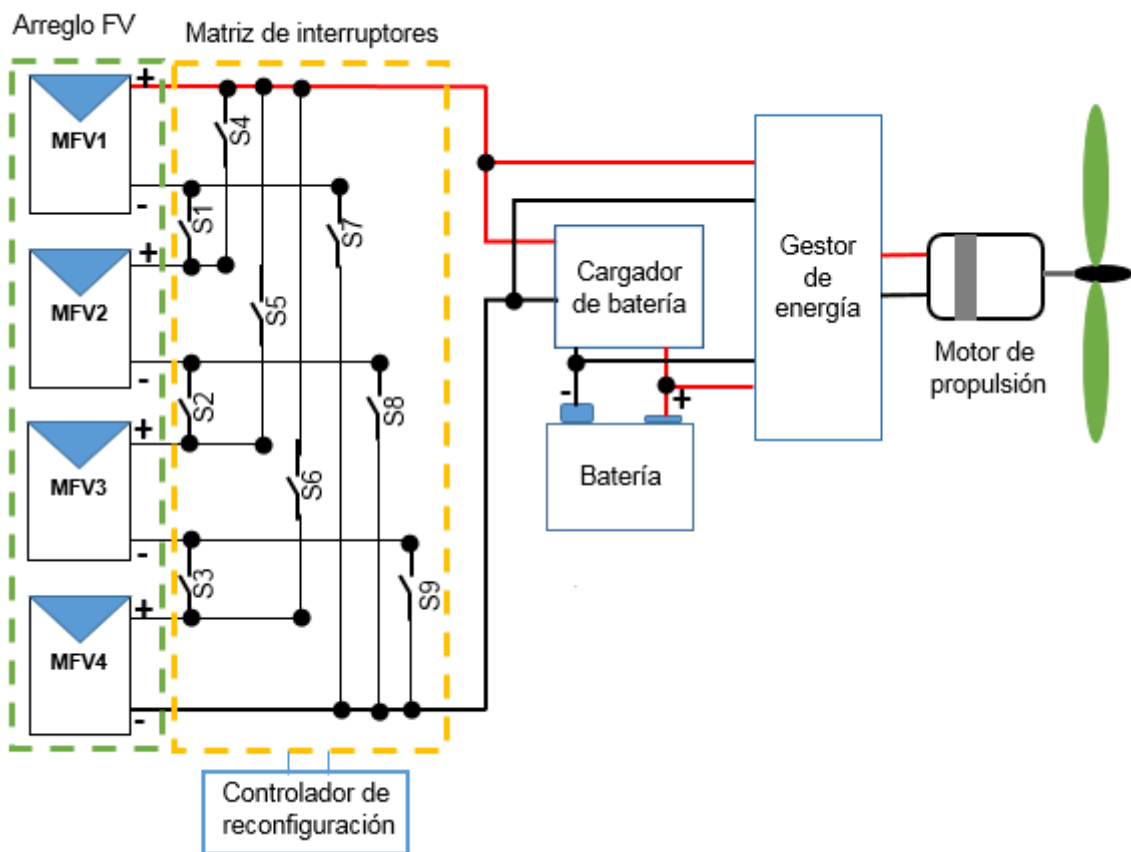 Arreglo FV
Matriz de interruptores
+
MFV1
-
S4
S1
S7
+
MFV2
-
S5
S2
S8
+
MFV3
-
S6
S3
S9
+
MFV4
-
Controlador de
reconfiguración
Cargador
de batería
-
+
Batería
Gestor
de
energía
Motor de
propulsión